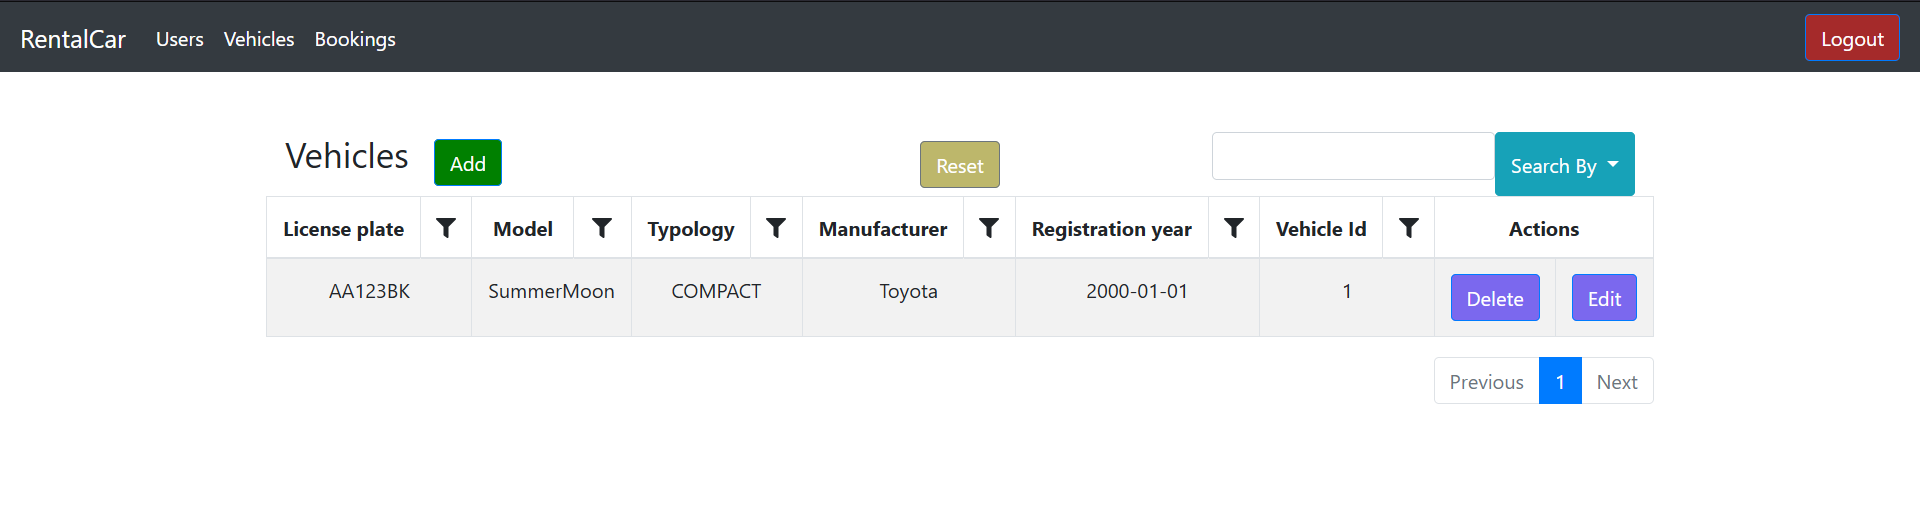 RentalCar Users Vehicles Bookings Logout
Vehicles Add Reset Search By
License plate Model Typology Manufacturer Registration year Vehicle Id Actions
AA123BK SummerMoon COMPACT Toyota 2000-01-01 1 Delete Edit
Previous 1 Next